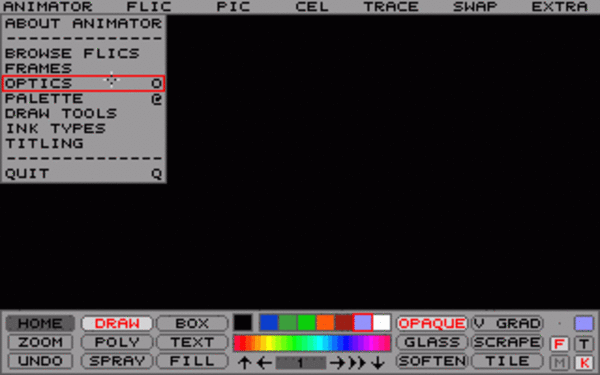 ANIMATOR FLIC PIC CEL TRACE SWAP EXTRA
ABOUT ANIMATOR
BROWSE FLICS
FRAMES
OPTICS O
PALETTE @
DRAW TOOLS
INK TYPES
TITLING
QUIT Q
HOME DRAW BOX OPAQUE V GRAD
ZOOM POLY TEXT GLASS SCRAPE F T
UNDO SPRAY FILL 1 SOFTEN TILE M K